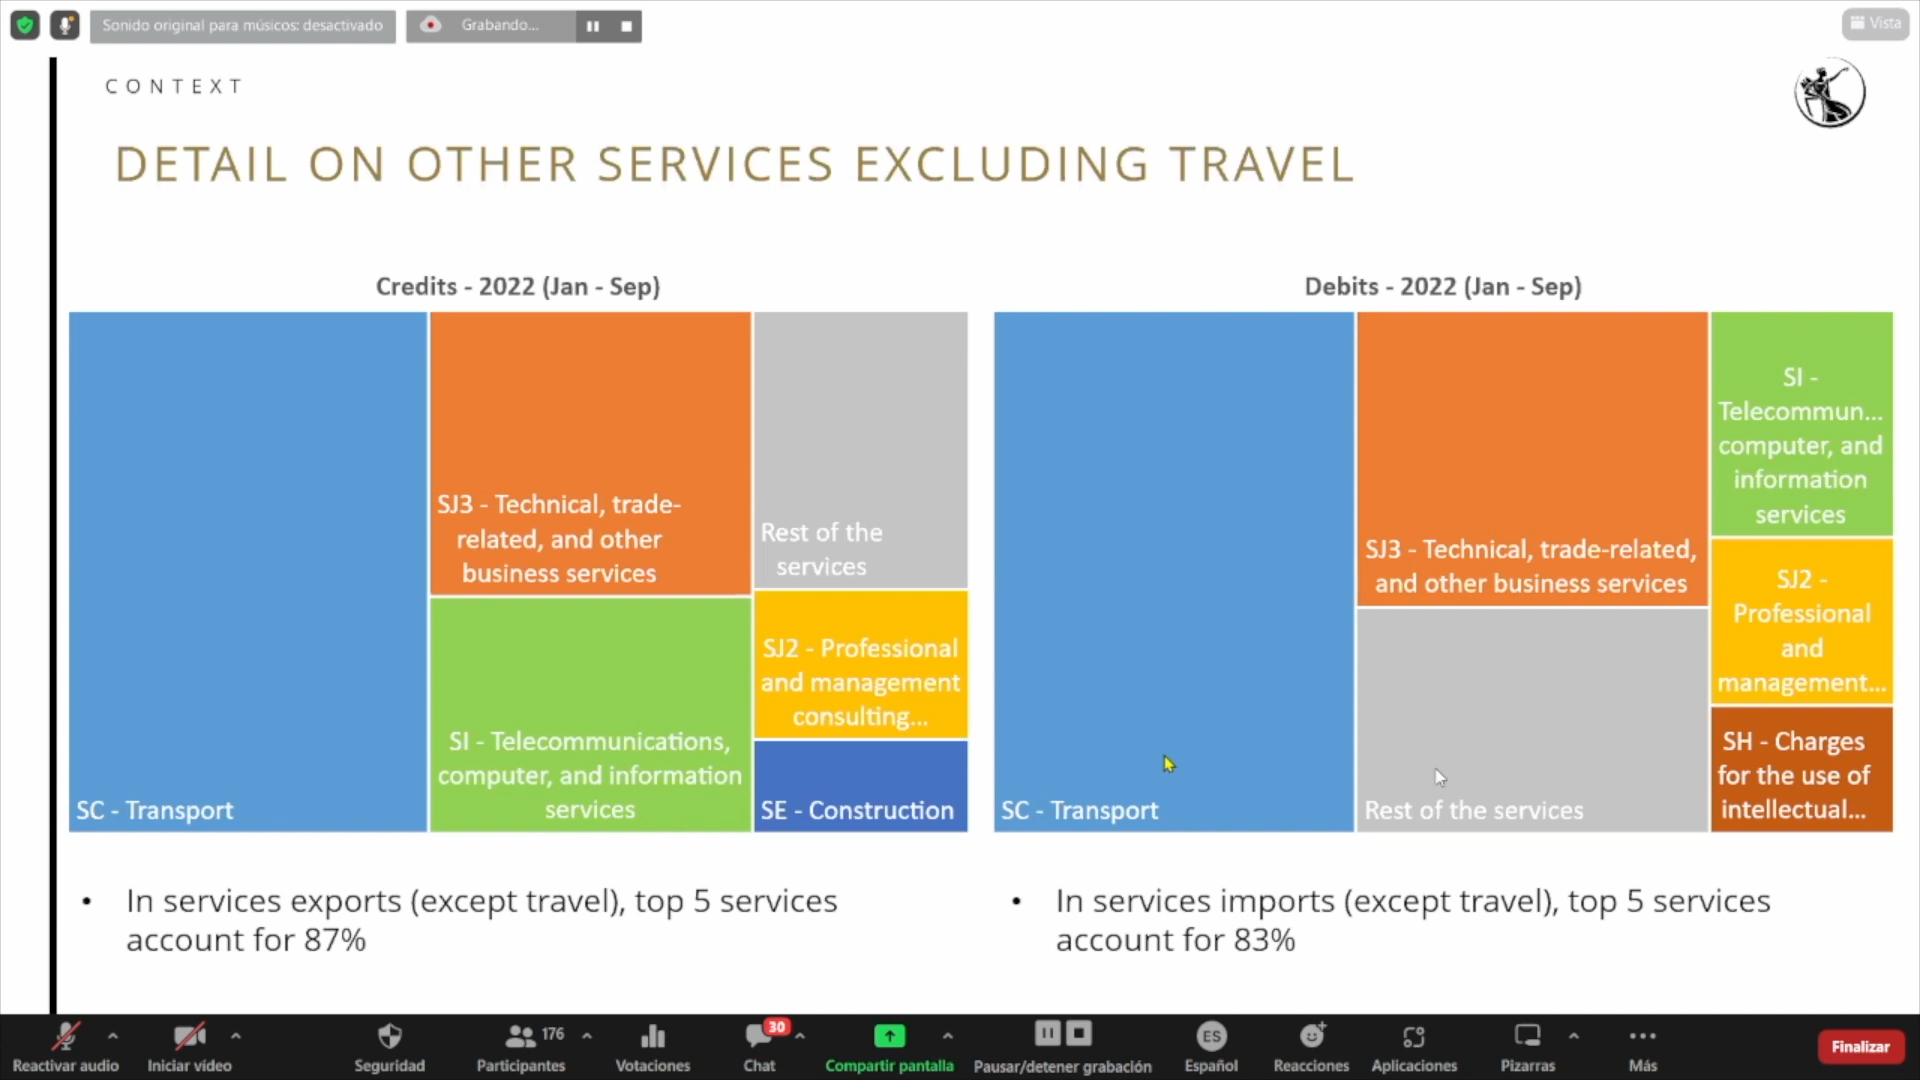 Sonido original para músicos: desactivado
Grabando...
Vista
CONTEXT
DETAIL ON OTHER SERVICES EXCLUDING TRAVEL
Credits - 2022 (Jan - Sep)
SC - Transport
SJ3 - Technical, trade-
related, and other
business services
SI - Telecommunications,
computer, and information
services
Rest of the
services
SJ2 - Professional
and management
consulting...
SE - Construction
Debits - 2022 (Jan - Sep)
SC - Transport
SJ3 - Technical, trade-related,
and other business services
Rest of the services
SI -
Telecommun...
computer, and
information
services
SJ2 -
Professional
and
management...
SH - Charges
for the use of
intellectual...
• In services exports (except travel), top 5 services
account for 87%
• In services imports (except travel), top 5 services
account for 83%
Reactivar audio
Iniciar vídeo
Seguridad
176
Participantes
Votaciones
30
Chat
Compartir pantalla
Pausar/detener grabación
ES
Español
Reacciones
Aplicaciones
Pizarras
Más
Finalizar